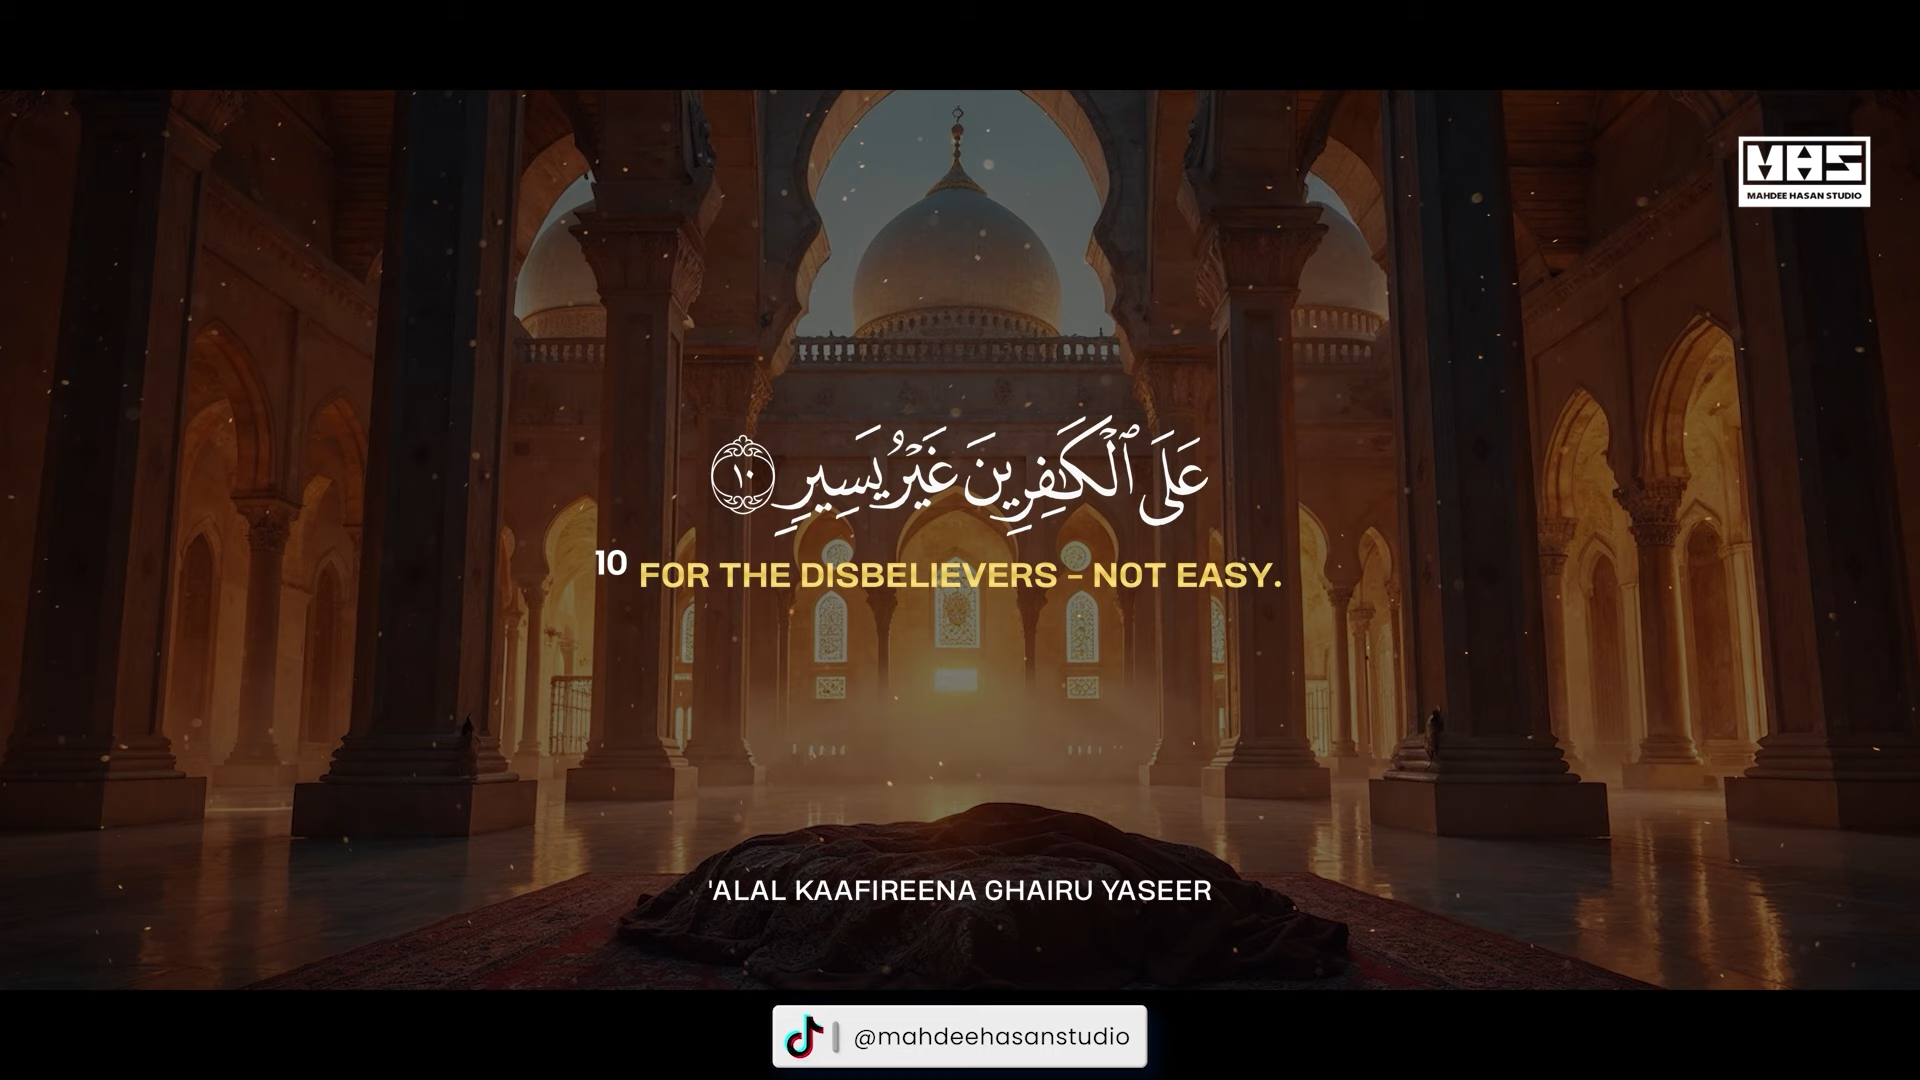 MHS
MAHDEE HASAN STUDIO
عَلَى ٱلْكَـٰفِرِينَ غَيْرُ يَسِيرٍ ١٠
10 FOR THE DISBELIEVERS – NOT EASY.
'ALAL KAAFIREENA GHAIRU YASEER
@mahdeehasanstudio